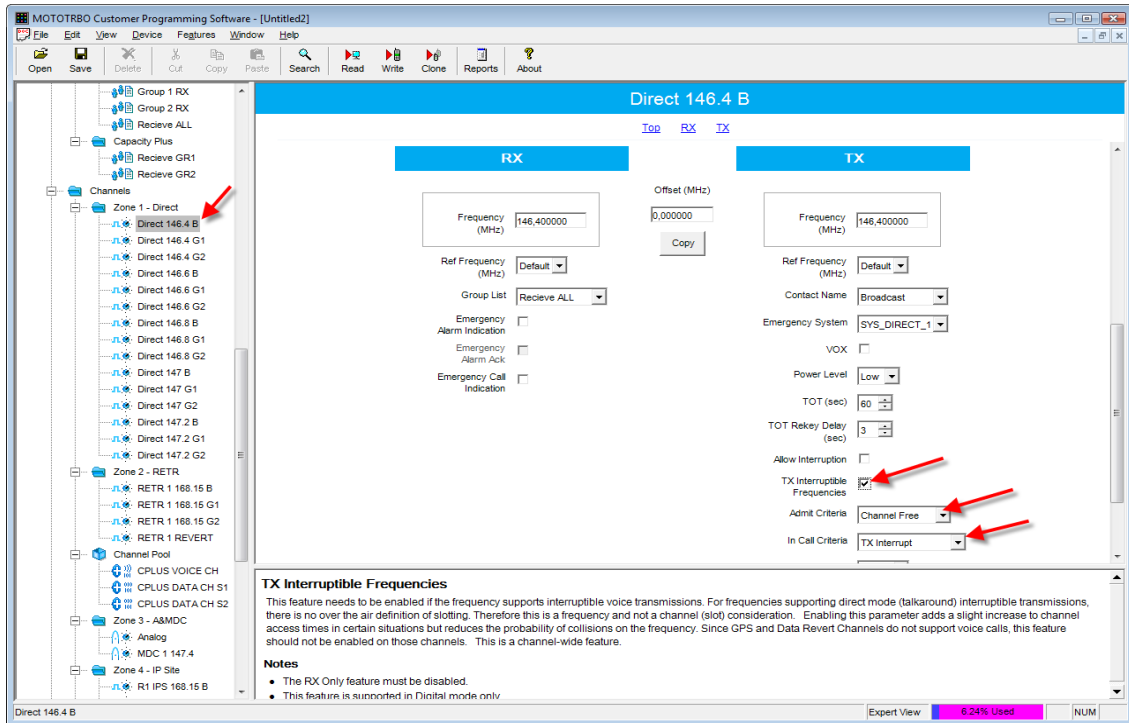 MOTOTRBO Customer Programming Software - [Untitled2]
File Edit View Device Features Window Help
Open Save Delete Cut Copy Paste Search Read Write Clone Reports About
Group 1 RX
Group 2 RX
Recieve ALL
Capacity Plus
Recieve GR1
Recieve GR2
Channels
Zone 1 - Direct
Direct 146.4 B
Direct 146.4 G1
Direct 146.4 G2
Direct 146.6 B
Direct 146.6 G1
Direct 146.6 G2
Direct 146.8 B
Direct 146.8 G1
Direct 146.8 G2
Direct 147 B
Direct 147 G1
Direct 147 G2
Direct 147.2 B
Direct 147.2 G1
Direct 147.2 G2
Zone 2 - RETR
RETR 1 168.15 B
RETR 1 168.15 G1
RETR 1 168.15 G2
RETR 1 REVERT
Channel Pool
CPLUS VOICE CH
CPLUS DATA CH S1
CPLUS DATA CH S2
Zone 3 - A&MDC
Analog
MDC 1 147.4
Zone 4 - IP Site
R1 IPS 168.15 B
Direct 146.4 B
Top RX TX
RX
Frequency (MHz) 146,400000
Ref Frequency (MHz) Default
Group List Recieve ALL
Emergency Alarm Indication
Emergency Alarm Ack
Emergency Call Indication
Offset (MHz)
0,000000
Copy
TX
Frequency (MHz) 146,400000
Ref Frequency (MHz) Default
Contact Name Broadcast
Emergency System SYS_DIRECT_1
VOX
Power Level Low
TOT (sec) 60
TOT Rekey Delay (sec) 3
Allow Interruption
TX Interruptible Frequencies
Admit Criteria Channel Free
In Call Criteria TX Interrupt
TX Interruptible Frequencies
This feature needs to be enabled if the frequency supports interruptible voice transmissions. For frequencies supporting direct mode (talkaround) interruptible transmissions,
there is no over the air definition of slotting. Therefore this is a frequency and not a channel (slot) consideration. Enabling this parameter adds a slight increase to channel
access times in certain situations but reduces the probability of collisions on the frequency. Since GPS and Data Revert Channels do not support voice calls, this feature
should not be enabled on those channels. This is a channel-wide feature.
Notes
• The RX Only feature must be disabled.
• This feature is supported in Digital mode only
Direct 146.4 B
Expert View 6.24% Used NUM